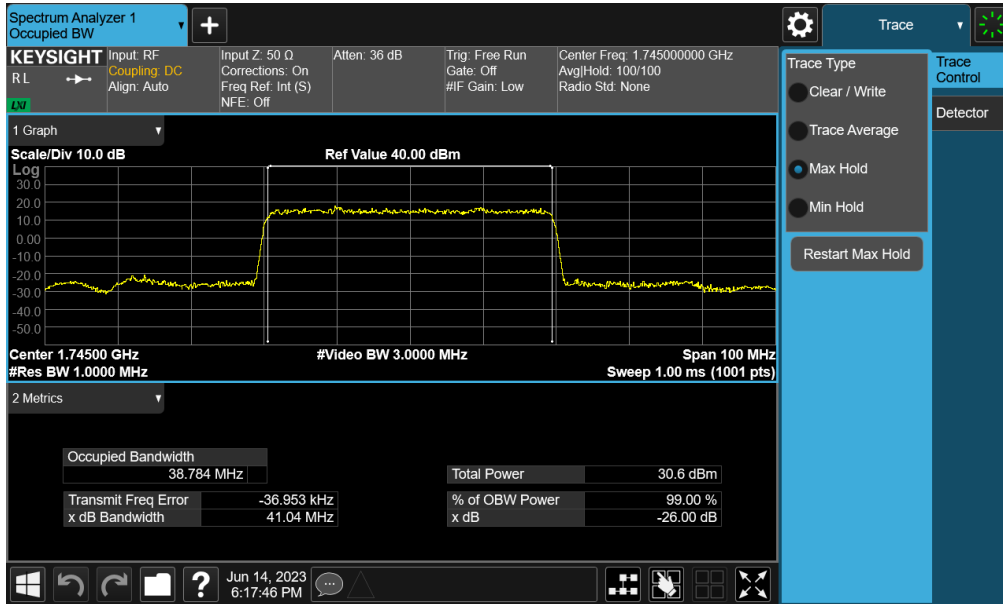 Spectrum Analyzer 1
Occupied BW
Trace
KEYSIGHT
R L
LXI
Input: RF
Coupling: DC
Align: Auto
Input Z: 50 Ω
Corrections: On
Freq Ref: Int (S)
NFE: Off
Atten: 36 dB
Trig: Free Run
Gate: Off
#IF Gain: Low
Center Freq: 1.745000000 GHz
Avg|Hold: 100/100
Radio Std: None
Trace Type
Clear / Write
Trace Average
Max Hold
Min Hold
Restart Max Hold
Trace
Control
Detector
1 Graph
Scale/Div 10.0 dB
Ref Value 40.00 dBm
Log
30.0
20.0
10.0
0.00
-10.0
-20.0
-30.0
-40.0
-50.0
Center 1.74500 GHz
#Video BW 3.0000 MHz
Span 100 MHz
#Res BW 1.0000 MHz
Sweep 1.00 ms (1001 pts)
2 Metrics
Occupied Bandwidth
38.784 MHz
Total Power 30.6 dBm
Transmit Freq Error -36.953 kHz
% of OBW Power 99.00 %
x dB Bandwidth 41.04 MHz
x dB -26.00 dB
Jun 14, 2023
6:17:46 PM